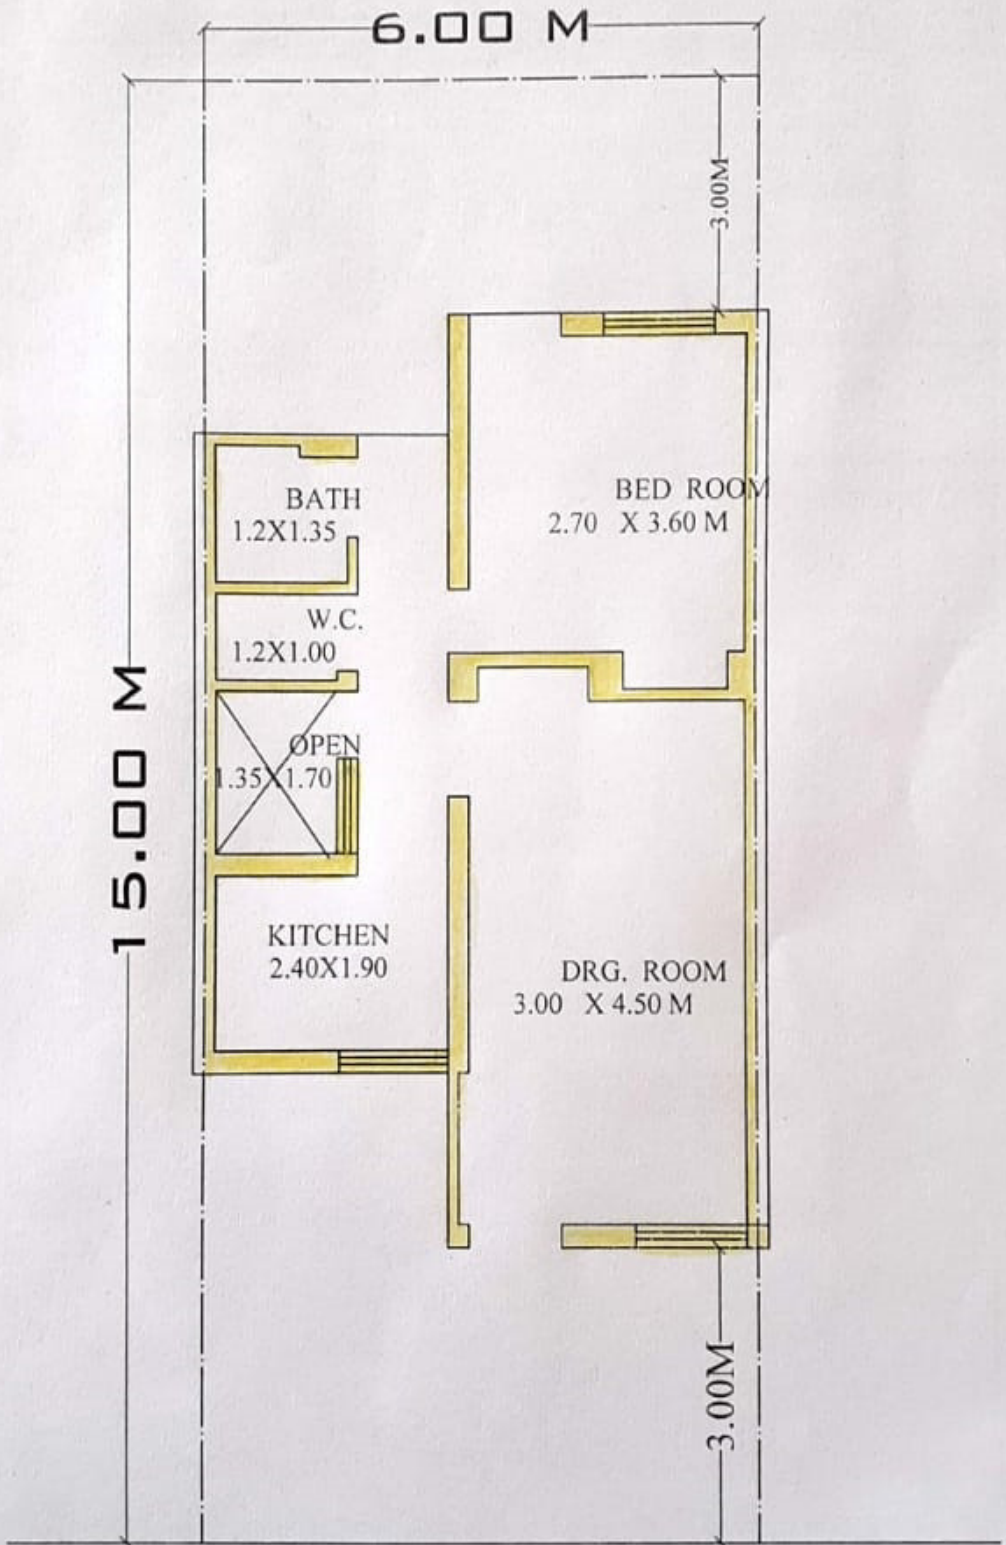 6.00 M
3.00M
BED ROOM
2.70 X 3.60 M
BATH
1.2X1.35
W.C.
1.2X1.00
OPEN
1.35X1.70
15.00 M
KITCHEN
2.40X1.90
DRG. ROOM
3.00 X 4.50 M
3.00M